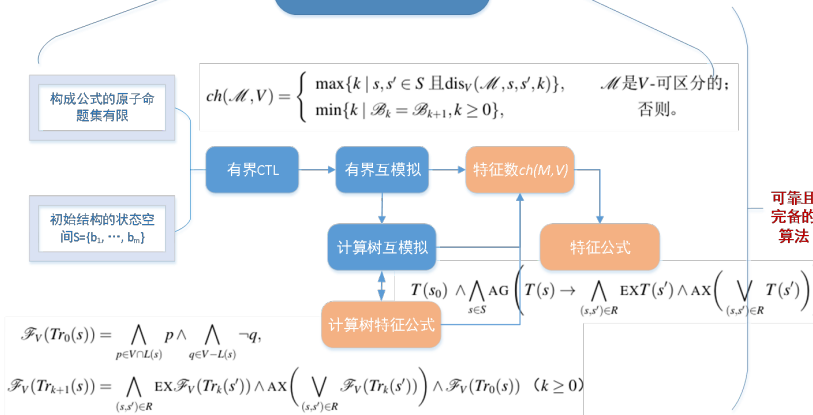 构成公式的原子命
题集有限
ch(ℳ,V) = { max{k | s,s′∈S 且dis_V(ℳ,s,s′,k)}, ℳ是V-可区分的；
min{k | ℬ_k = ℬ_{k+1}, k ≥ 0}, 否则。
有界CTL
有界互模拟
特征数ch(M,V)
初始结构的状态空
间S={b₁, ⋯, bₘ}
计算树互模拟
特征公式
可靠且
完备的
算法
T(s₀) ∧ ⋀_{s∈S} AG ( T(s) → ⋀_{(s,s′)∈R} EXT(s′) ∧ AX ( ⋁_{(s,s′)∈R} T(s′) )
计算树特征公式
ℱ_V(Tr₀(s)) = ⋀_{p∈V∩L(s)} p ∧ ⋀_{q∈V−L(s)} ¬q,
ℱ_V(Tr_{k+1}(s)) = ⋀_{(s,s′)∈R} EXℱ_V(Tr_k(s′)) ∧ AX ( ⋁_{(s,s′)∈R} ℱ_V(Tr_k(s′)) ) ∧ ℱ_V(Tr₀(s)) （k ≥ 0）